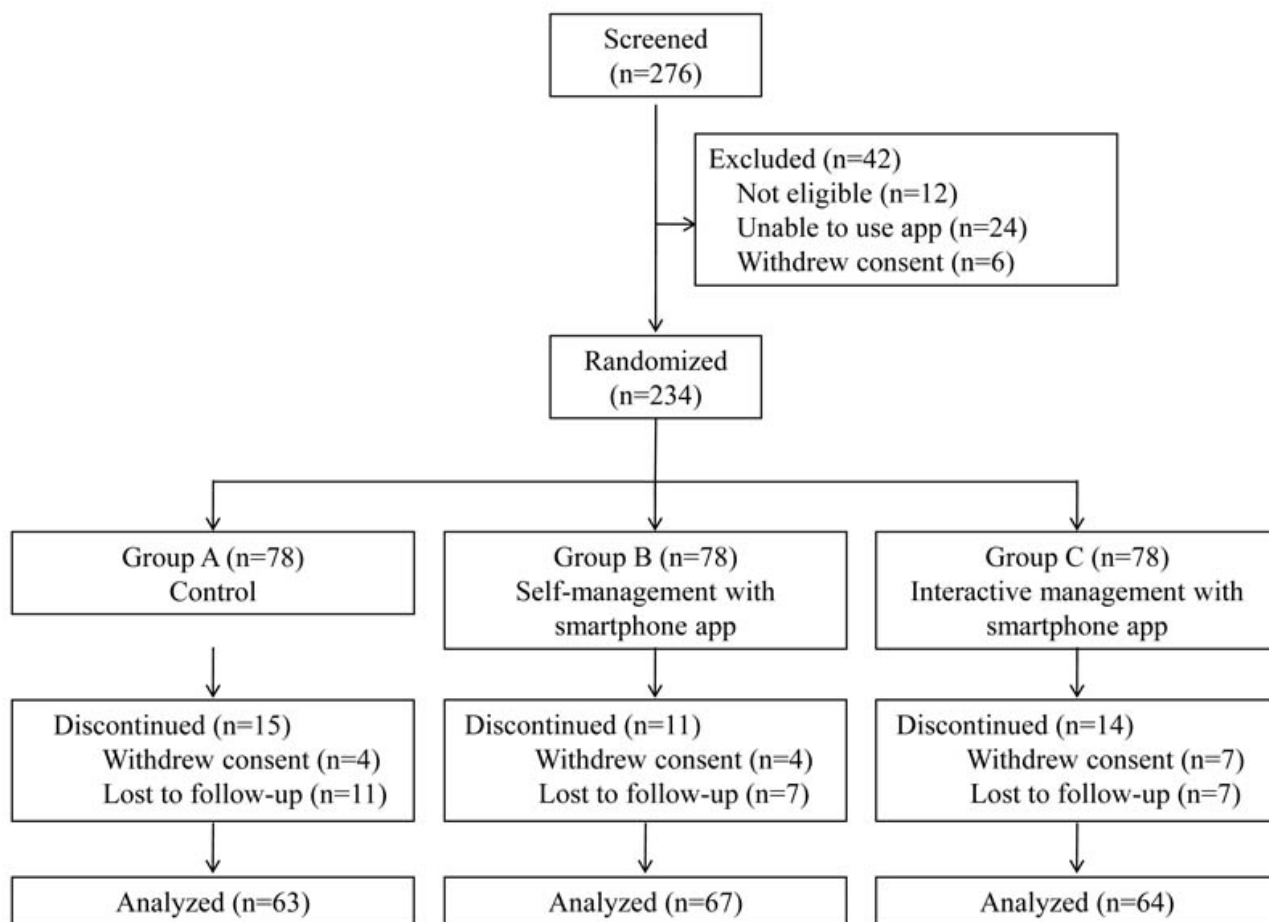 Screened
(n=276)
Excluded (n=42)
Not eligible (n=12)
Unable to use app (n=24)
Withdrew consent (n=6)
Randomized
(n=234)
Group A (n=78)
Control
Group B (n=78)
Self-management with
smartphone app
Group C (n=78)
Interactive management with
smartphone app
Discontinued (n=15)
Withdrew consent (n=4)
Lost to follow-up (n=11)
Discontinued (n=11)
Withdrew consent (n=4)
Lost to follow-up (n=7)
Discontinued (n=14)
Withdrew consent (n=7)
Lost to follow-up (n=7)
Analyzed (n=63)
Analyzed (n=67)
Analyzed (n=64)